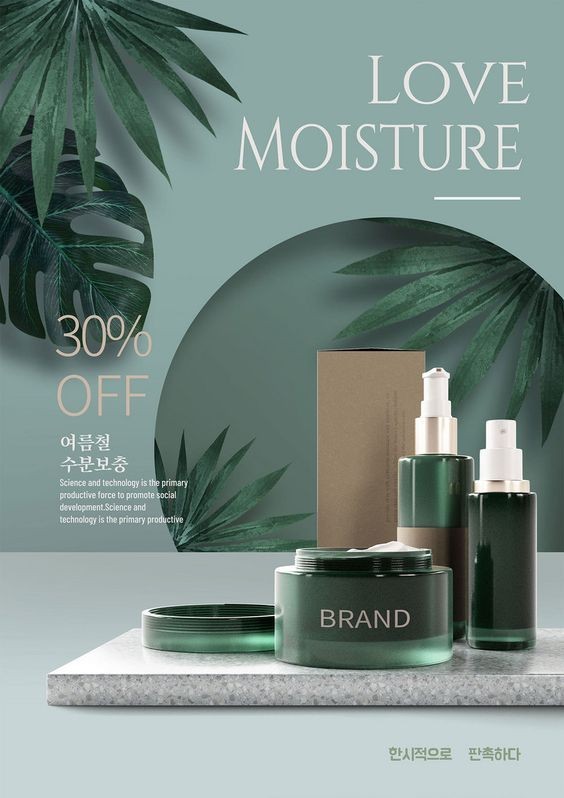 LOVE
MOISTURE
30%
OFF
여름철
수분보충
Science and technology is the primary
productive force to promote social
development.Science and
technology is the primary productive
BRAND
한시적으로 판촉하다